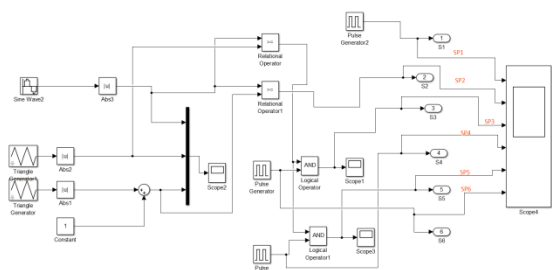 Pulse
Generator2
1
S1
SP1
>=
Relational
Operator
SP2
|u|
Sine Wave2
Abs3
>=
Relational
Operator1
2
S2
3
S3
SP3
SP4
|u|
Triangle
Abs2
Scope2
Pulse
Generator
AND
Logical
Operator
Scope1
4
S4
SP5
|u|
Triangle
Generator
Abs1
5
S5
SP6
Scope4
1
Constant
AND
Logical
Operator1
Scope3
6
S6
Pulse